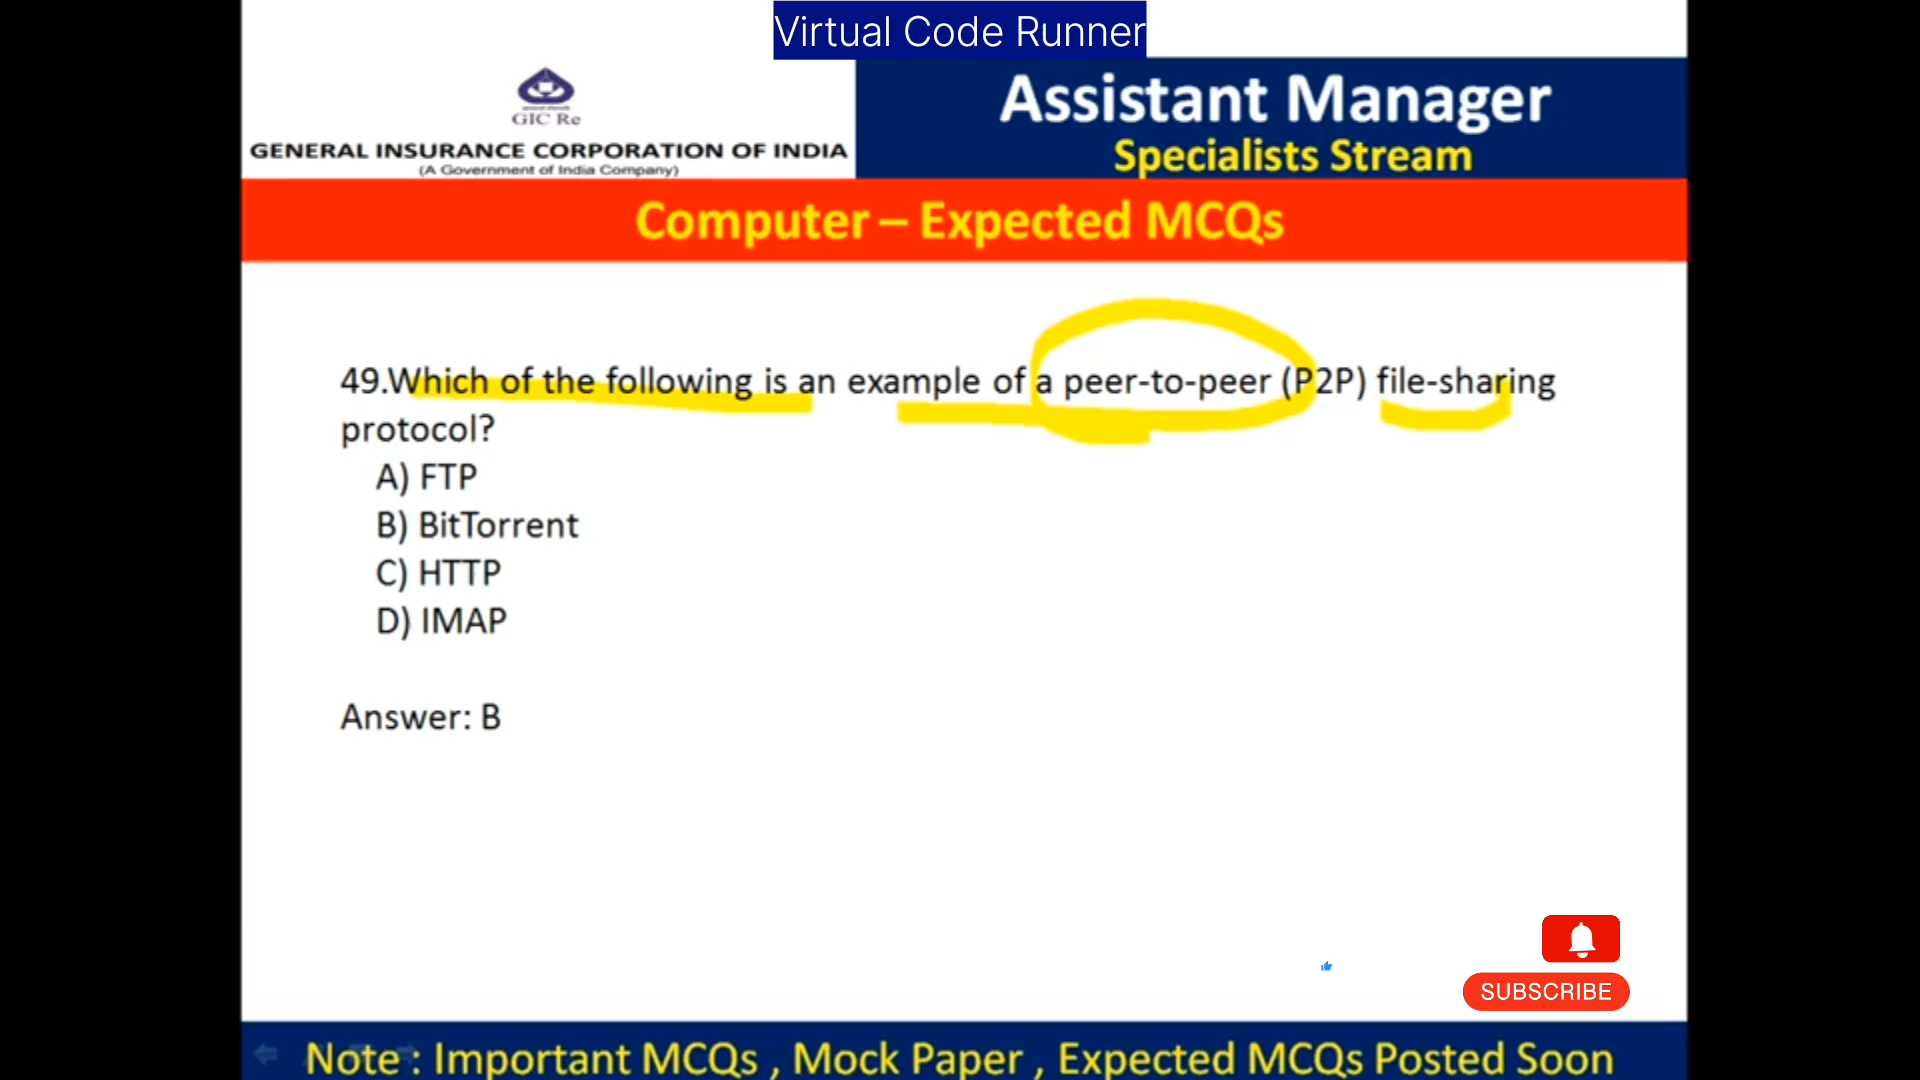 Virtual Code Runner
GIC Re
GENERAL INSURANCE CORPORATION OF INDIA
(A Government of India Company)
Assistant Manager
Specialists Stream
Computer – Expected MCQs
49.Which of the following is an example of a peer-to-peer (P2P) file-sharing
protocol?
A) FTP
B) BitTorrent
C) HTTP
D) IMAP
Answer: B
SUBSCRIBE
Note : Important MCQs , Mock Paper , Expected MCQs Posted Soon